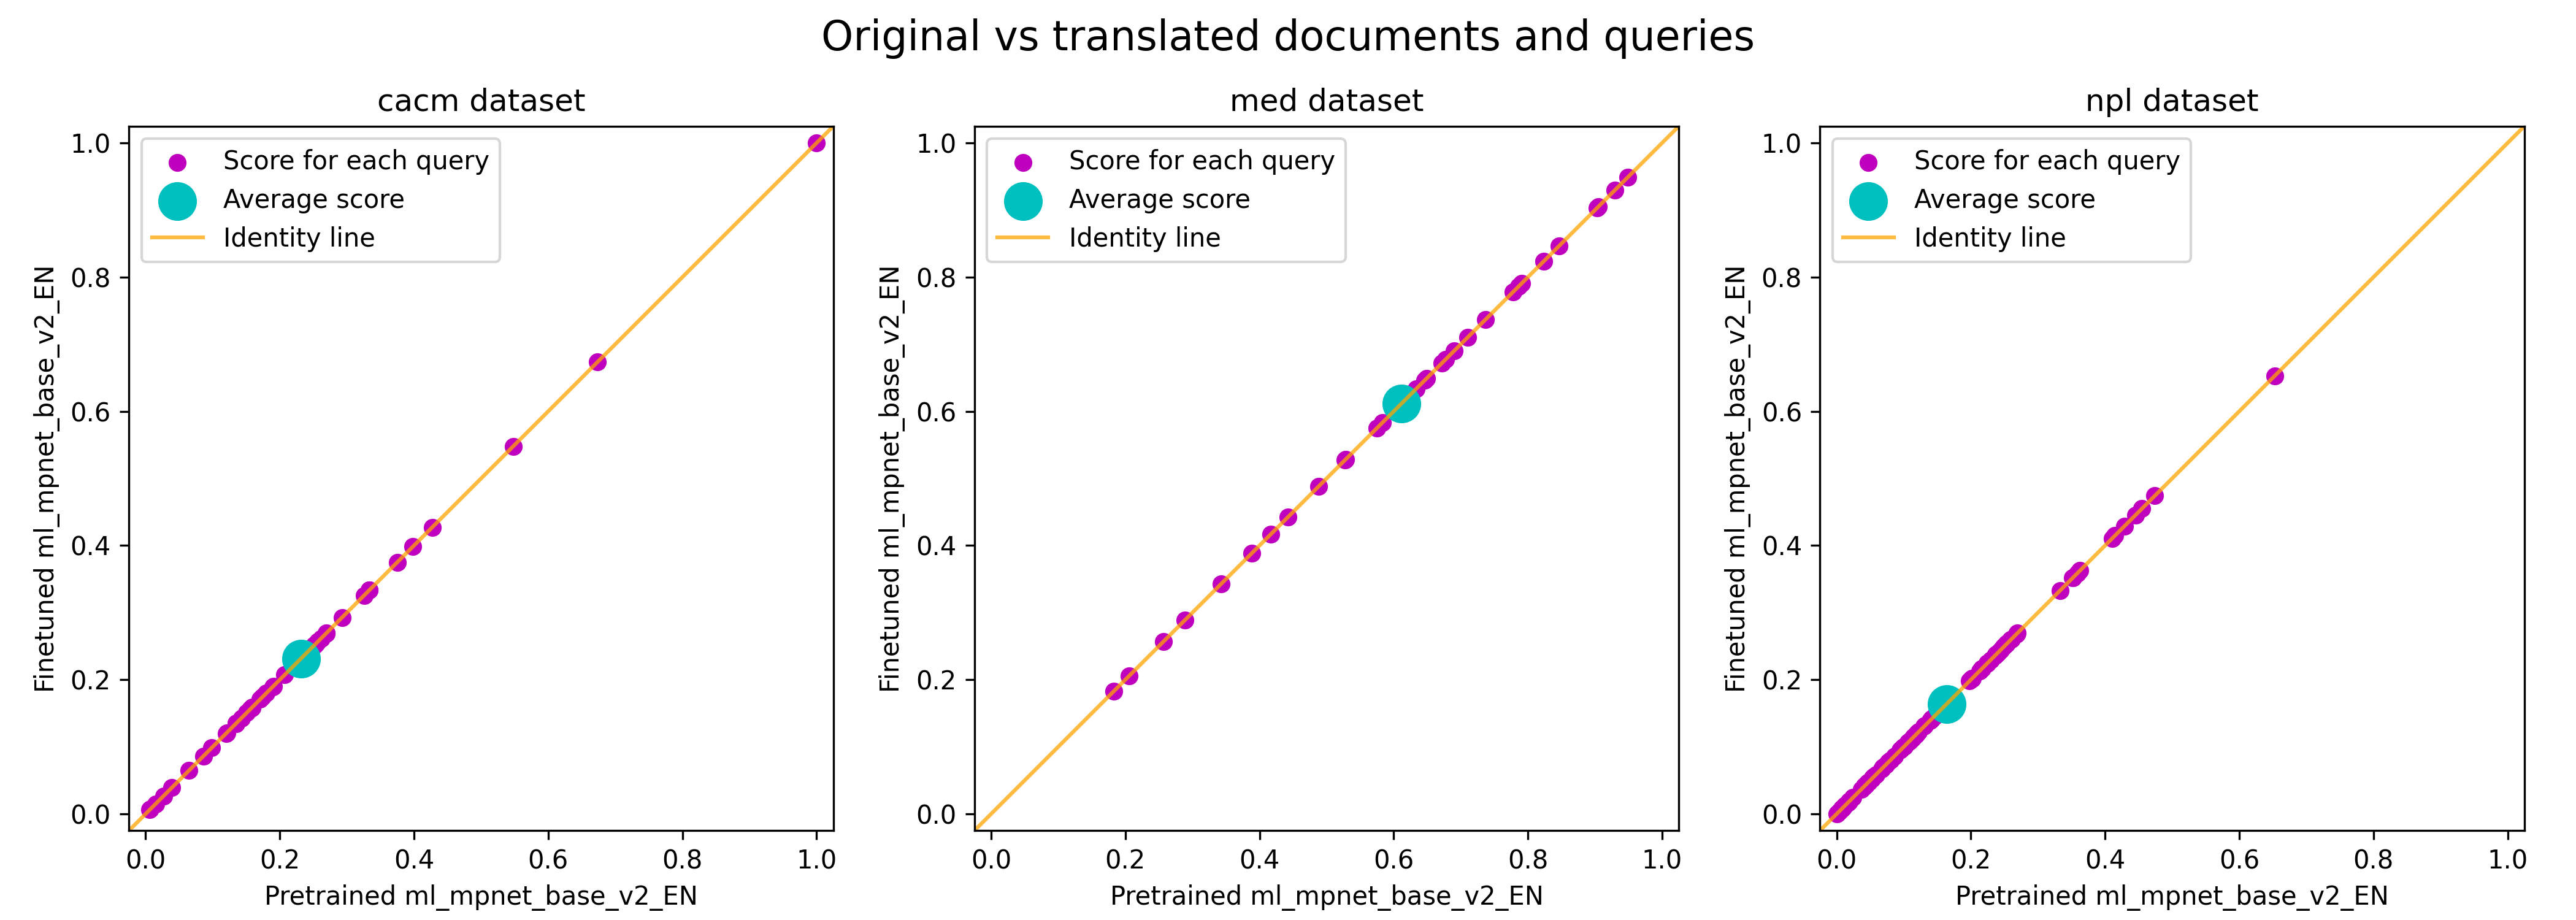 Original vs translated documents and queries
cacm dataset
Score for each query
Average score
Identity line
1.0
0.8
0.6
0.4
0.2
0.0
Finetuned ml_mpnet_base_v2_EN
0.0 0.2 0.4 0.6 0.8 1.0
Pretrained ml_mpnet_base_v2_EN
med dataset
Score for each query
Average score
Identity line
1.0
0.8
0.6
0.4
0.2
0.0
Finetuned ml_mpnet_base_v2_EN
0.0 0.2 0.4 0.6 0.8 1.0
Pretrained ml_mpnet_base_v2_EN
npl dataset
Score for each query
Average score
Identity line
1.0
0.8
0.6
0.4
0.2
0.0
Finetuned ml_mpnet_base_v2_EN
0.0 0.2 0.4 0.6 0.8 1.0
Pretrained ml_mpnet_base_v2_EN